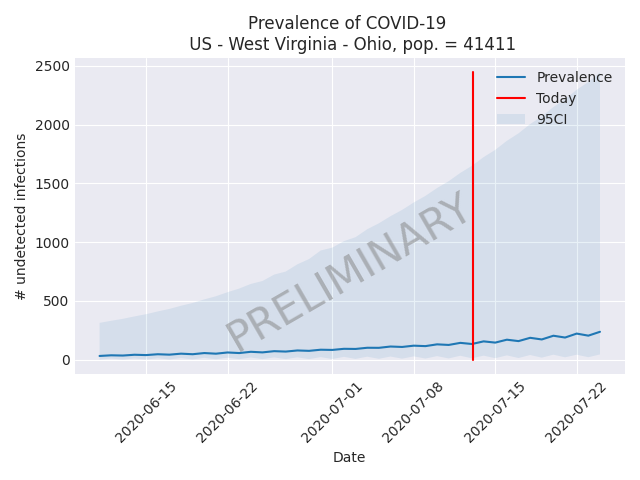 Prevalence of COVID-19
US - West Virginia - Ohio, pop. = 41411
2500
2000
1500
1000
500
0
# undetected infections
Prevalence
Today
95CI
PRELIMINARY
2020-06-15
2020-06-22
2020-07-01
2020-07-08
2020-07-15
2020-07-22
Date